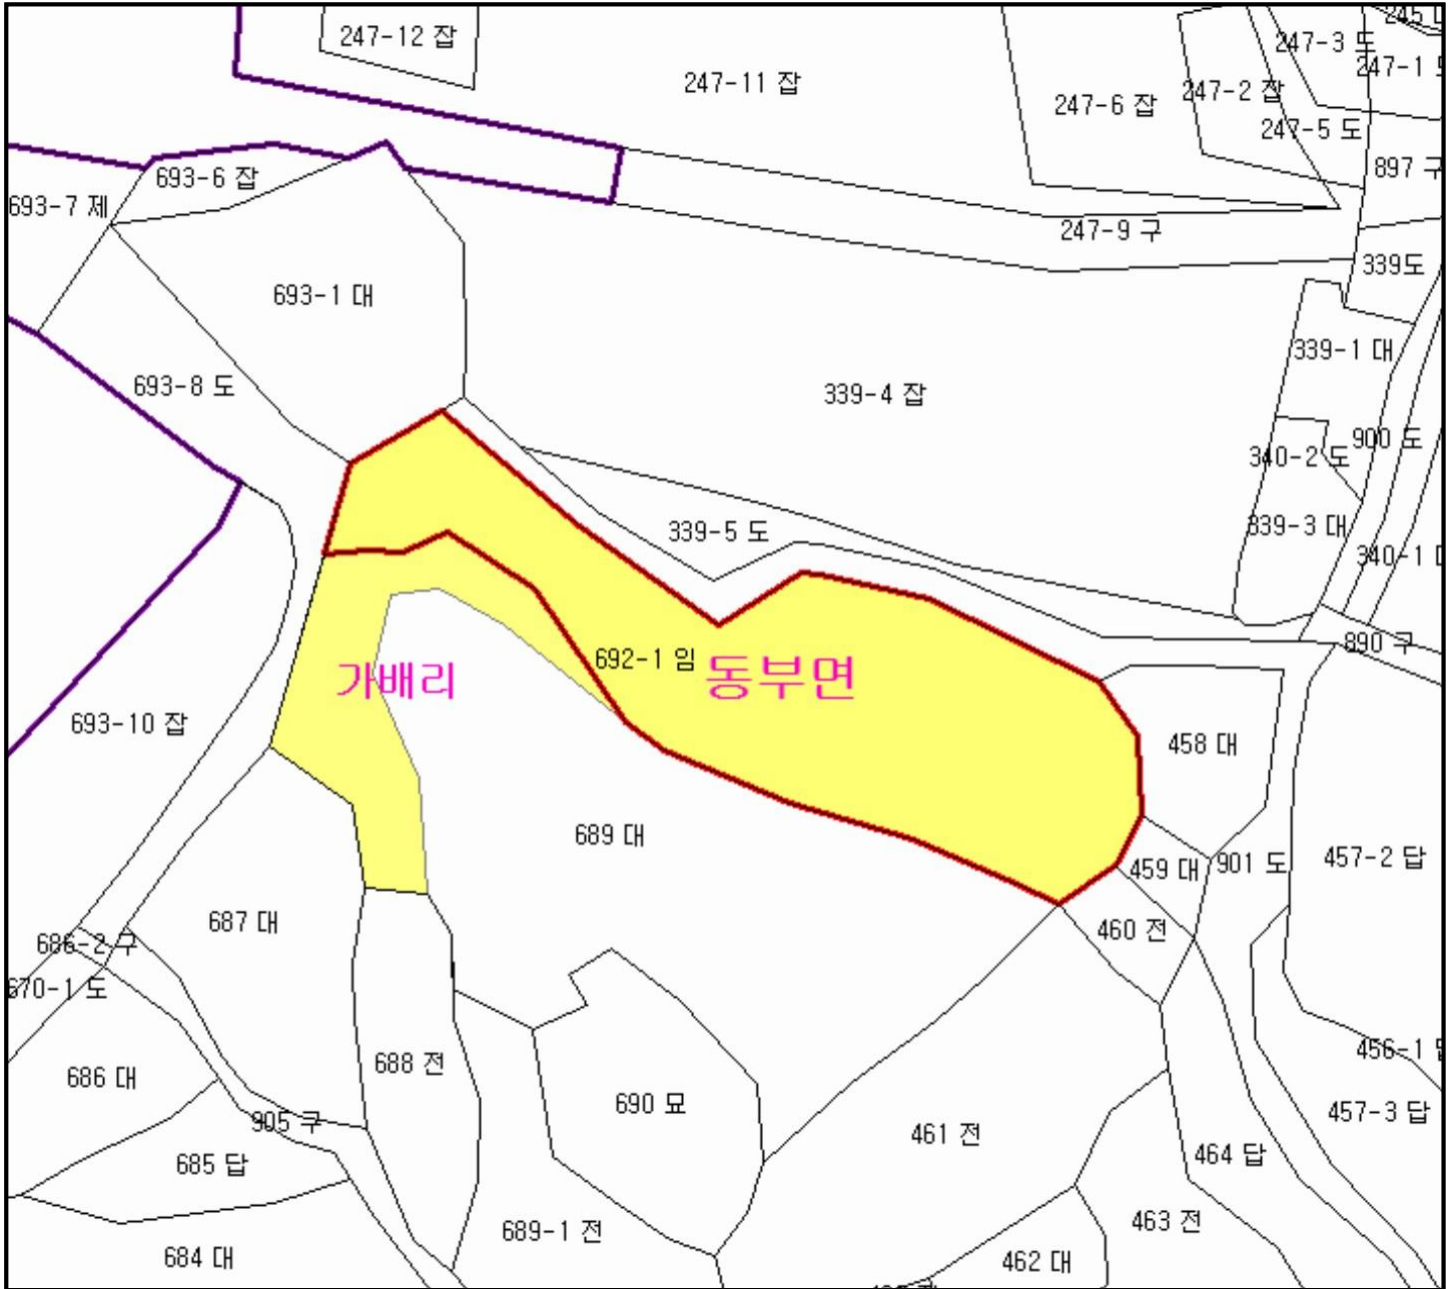 247-12 잡
247-11 잡
247-3 도
247-1
247-6 잡
247-2 잡
247-5 도
897 구
693-6 잡
693-7 제
247-9 구
339도
693-1 대
339-1 대
693-8 도
339-4 잡
900 도
340-2 도
339-3 대
339-5 도
340-1
890 구
692-1 임
가배리
동부면
693-10 잡
458 대
689 대
459 대
901 도
457-2 답
687 대
460 전
686-2 구
670-1 도
688 전
456-1
686 대
690 묘
457-3 답
905 구
461 전
464 답
685 답
463 전
689-1 전
684 대
462 대